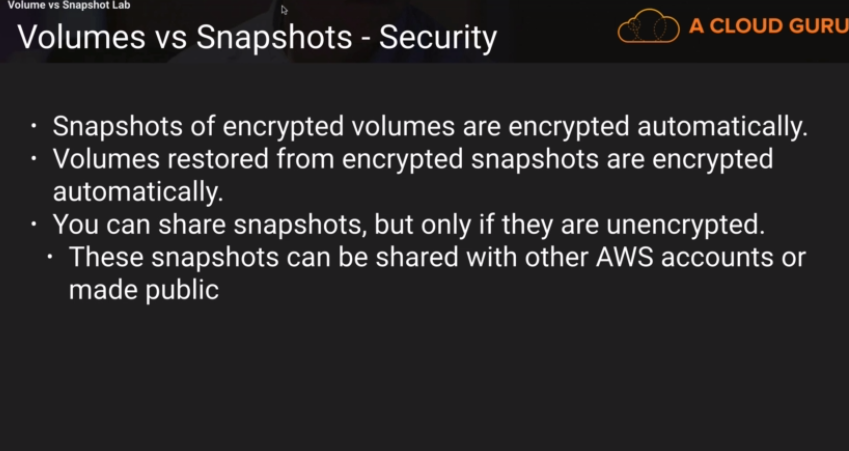 Volume vs Snapshot Lab
Volumes vs Snapshots - Security
A CLOUD GURU
• Snapshots of encrypted volumes are encrypted automatically.
• Volumes restored from encrypted snapshots are encrypted
automatically.
• You can share snapshots, but only if they are unencrypted.
• These snapshots can be shared with other AWS accounts or
made public